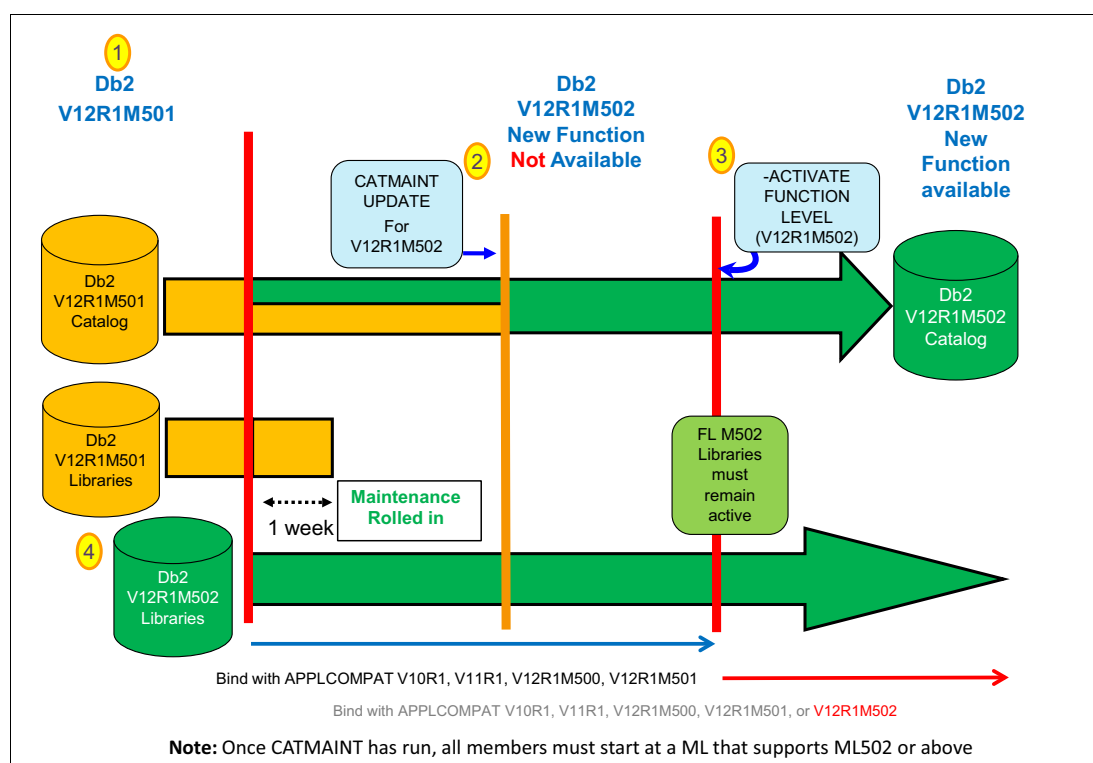 1
Db2
V12R1M501
Db2
V12R1M502
New Function
Not Available
Db2
V12R1M502
New
Function
available
2
CATMAINT
UPDATE
For
V12R1M502
3
-ACTIVATE
FUNCTION
LEVEL
(V12R1M502)
Db2
V12R1M501
Catalog
Db2
V12R1M502
Catalog
Db2
V12R1M501
Libraries
FL M502
Libraries
must
remain
active
1 week
Maintenance
Rolled in
4
Db2
V12R1M502
Libraries
Bind with APPLCOMPAT V10R1, V11R1, V12R1M500, V12R1M501
Bind with APPLCOMPAT V10R1, V11R1, V12R1M500, V12R1M501, or V12R1M502
Note: Once CATMAINT has run, all members must start at a ML that supports ML502 or above